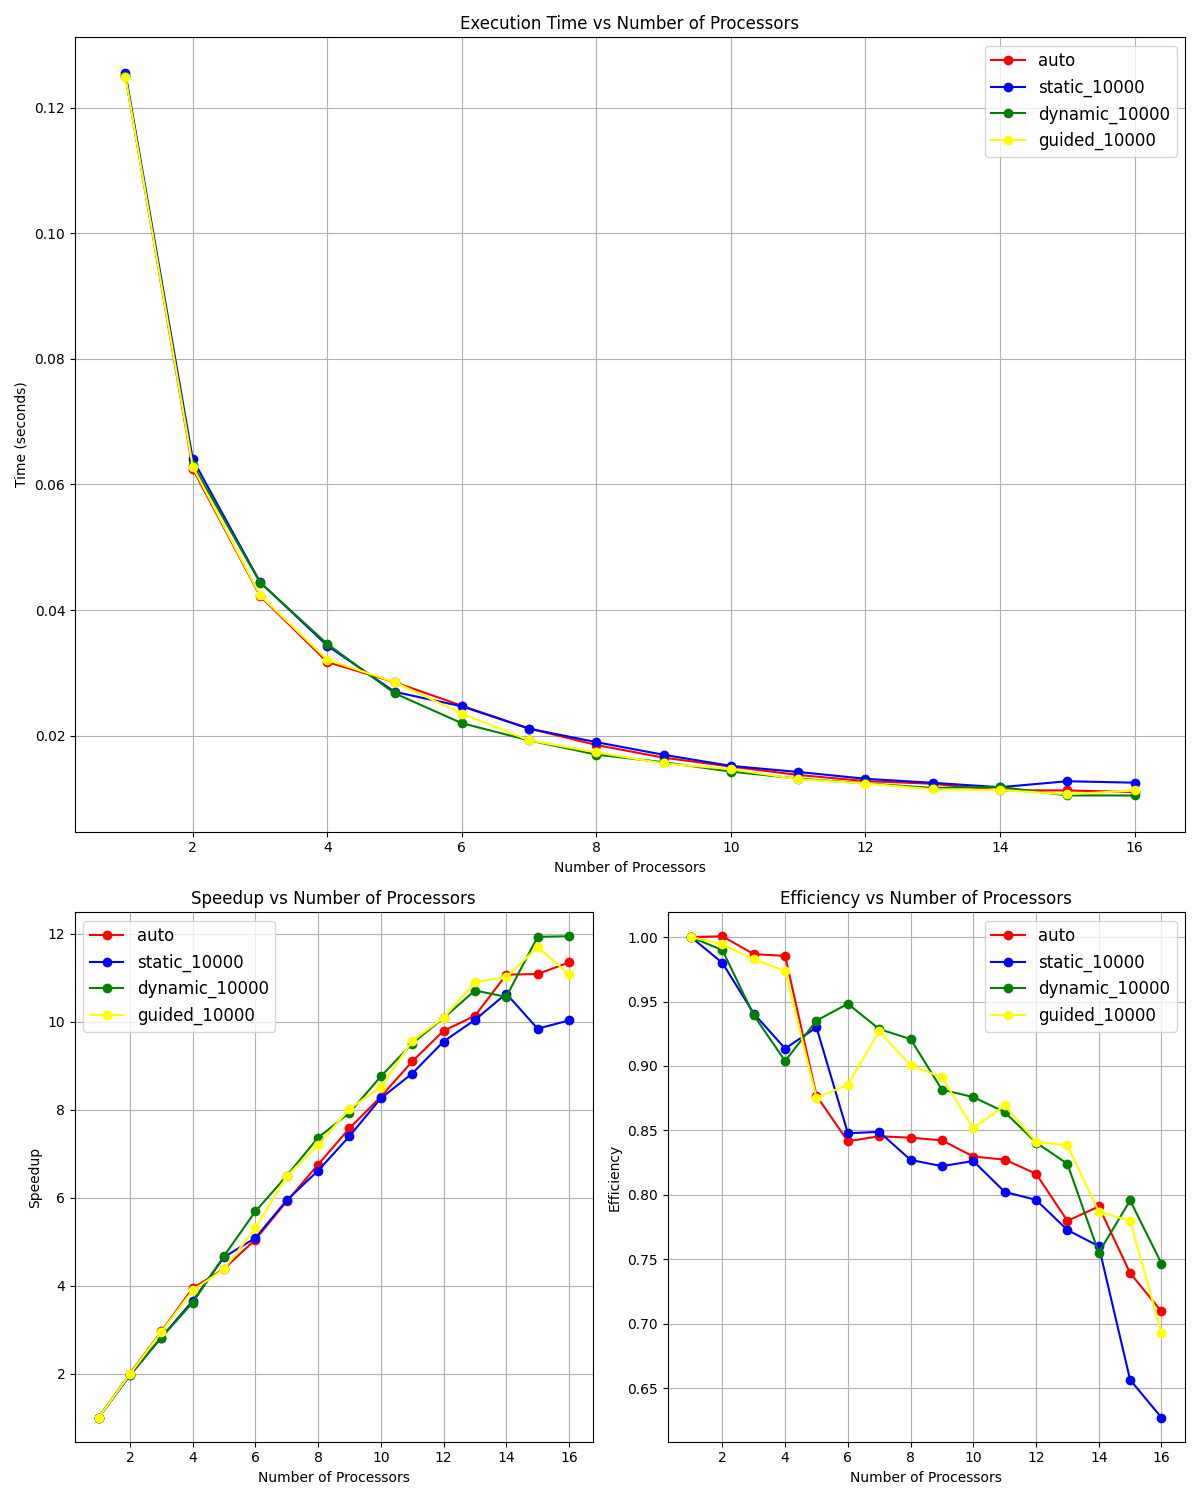 Execution Time vs Number of Processors
auto
static_10000
dynamic_10000
guided_10000
0.12
0.10
0.08
0.06
0.04
0.02
Time (seconds)
2 4 6 8 10 12 14 16
Number of Processors
Speedup vs Number of Processors
auto
static_10000
dynamic_10000
guided_10000
12
10
8
6
4
2
Speedup
2 4 6 8 10 12 14 16
Number of Processors
Efficiency vs Number of Processors
auto
static_10000
dynamic_10000
guided_10000
1.00
0.95
0.90
0.85
0.80
0.75
0.70
0.65
Efficiency
2 4 6 8 10 12 14 16
Number of Processors